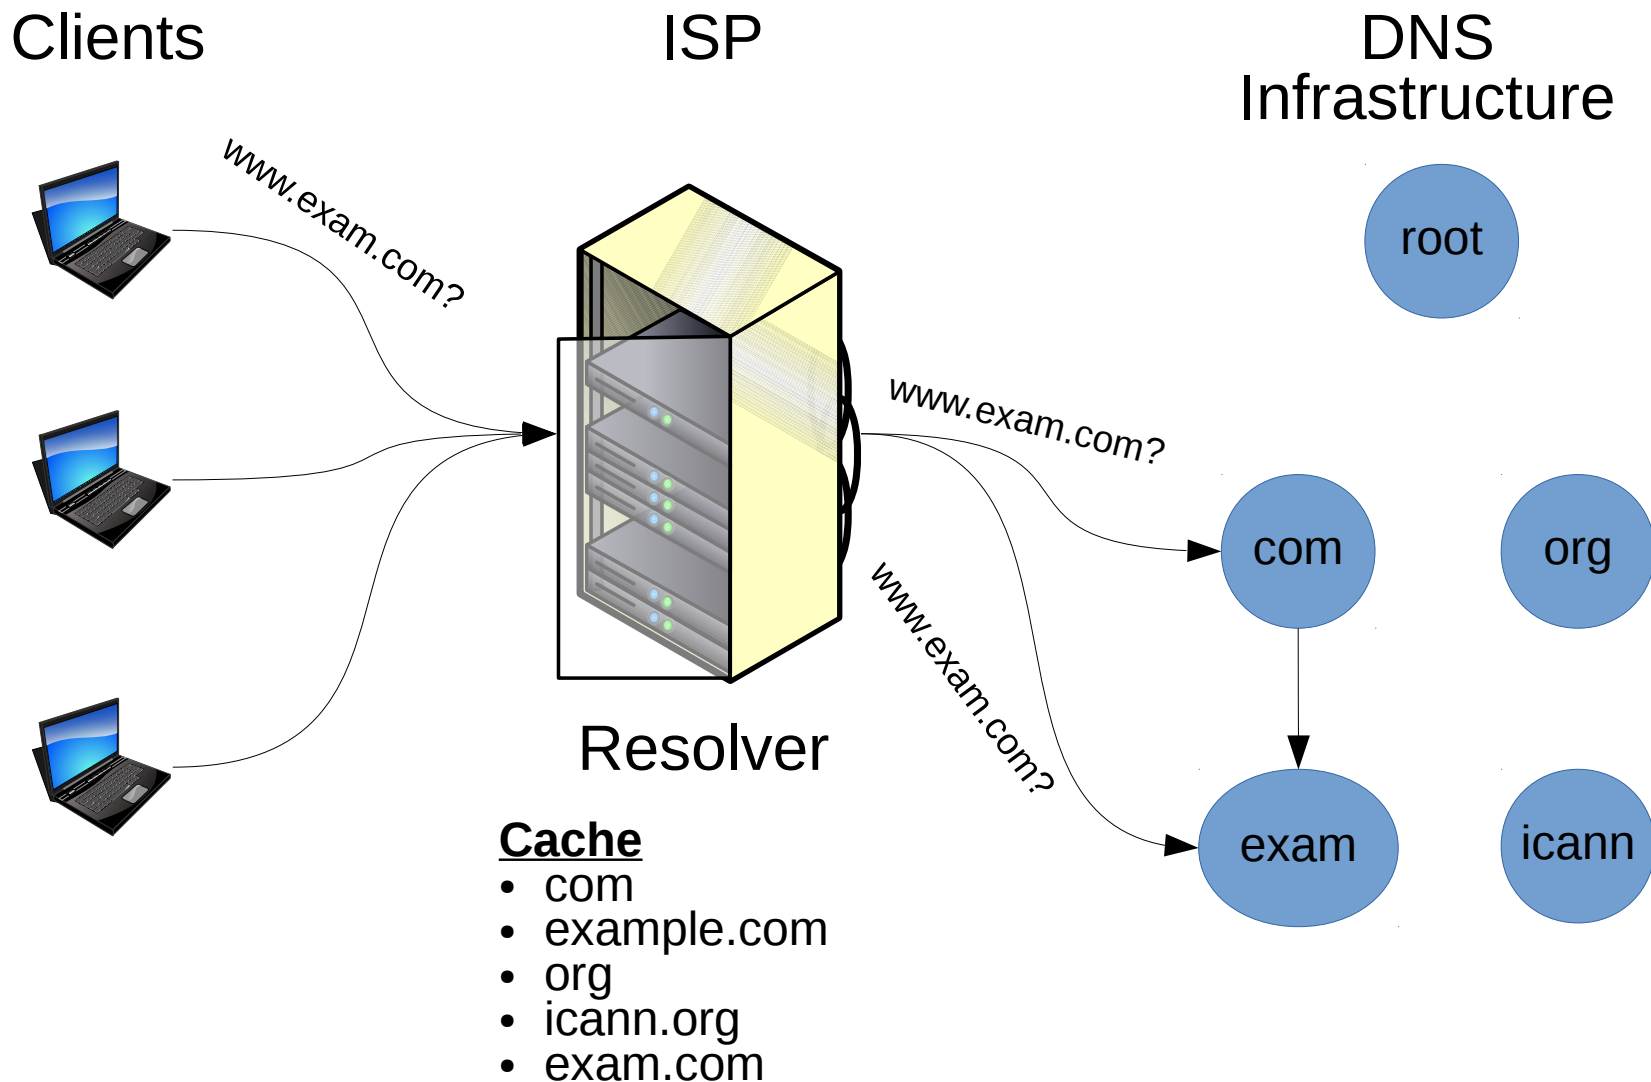 Clients
ISP
DNS
Infrastructure
www.exam.com?
root
www.exam.com?
com
org
www.exam.com?
Resolver
exam
icann
Cache
• com
• example.com
• org
• icann.org
• exam.com